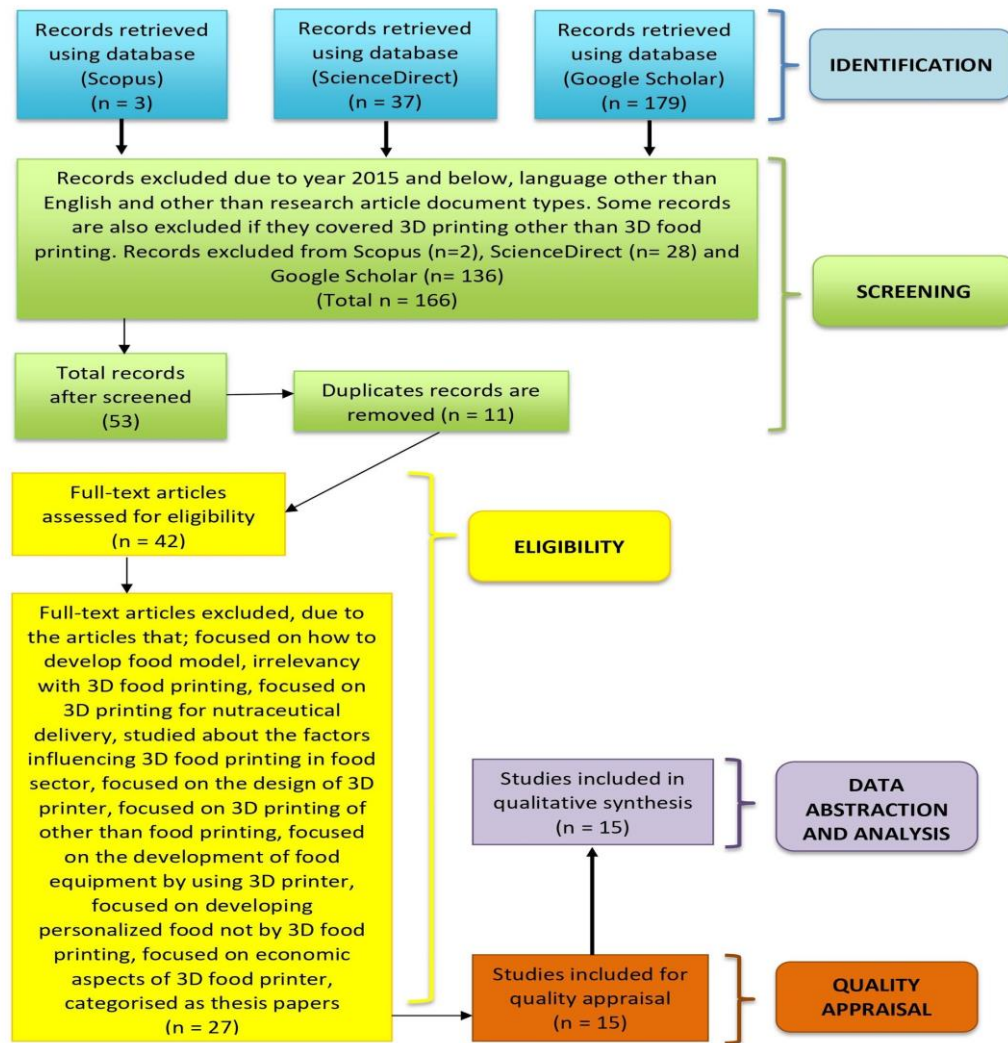 Records retrieved
using database
(Scopus)
(n = 3)
Records retrieved
using database
(ScienceDirect)
(n = 37)
Records retrieved
using database
(Google Scholar)
(n = 179)
IDENTIFICATION
Records excluded due to year 2015 and below, language other than
English and other than research article document types. Some records
are also excluded if they covered 3D printing other than 3D food
printing. Records excluded from Scopus (n=2), ScienceDirect (n= 28) and
Google Scholar (n= 136)
(Total n = 166)
SCREENING
Total records
after screened
(53)
Duplicates records are
removed (n = 11)
Full-text articles
assessed for eligibility
(n = 42)
ELIGIBILITY
Full-text articles excluded, due to
the articles that; focused on how to
develop food model, irrelevancy
with 3D food printing, focused on
3D printing for nutraceutical
delivery, studied about the factors
influencing 3D food printing in food
sector, focused on the design of 3D
printer, focused on 3D printing of
other than food printing, focused
on the development of food
equipment by using 3D printer,
focused on developing
personalized food not by 3D food
printing, focused on economic
aspects of 3D food printer,
categorised as thesis papers
(n = 27)
Studies included in
qualitative synthesis
(n = 15)
DATA
ABSTRACTION
AND ANALYSIS
Studies included for
quality appraisal
(n = 15)
QUALITY
APPRAISAL